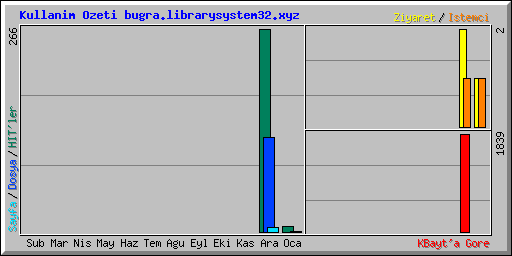 Kullanim Ozeti bugra.librarysystem32.xyz
Ziyaret / Istemci
266
2
Sayfa / Dosya / HIT'ler
1839
Sub Mar Nis May Haz Tem Agu Eyl Eki Kas Ara Oca
KBayt'a Gore